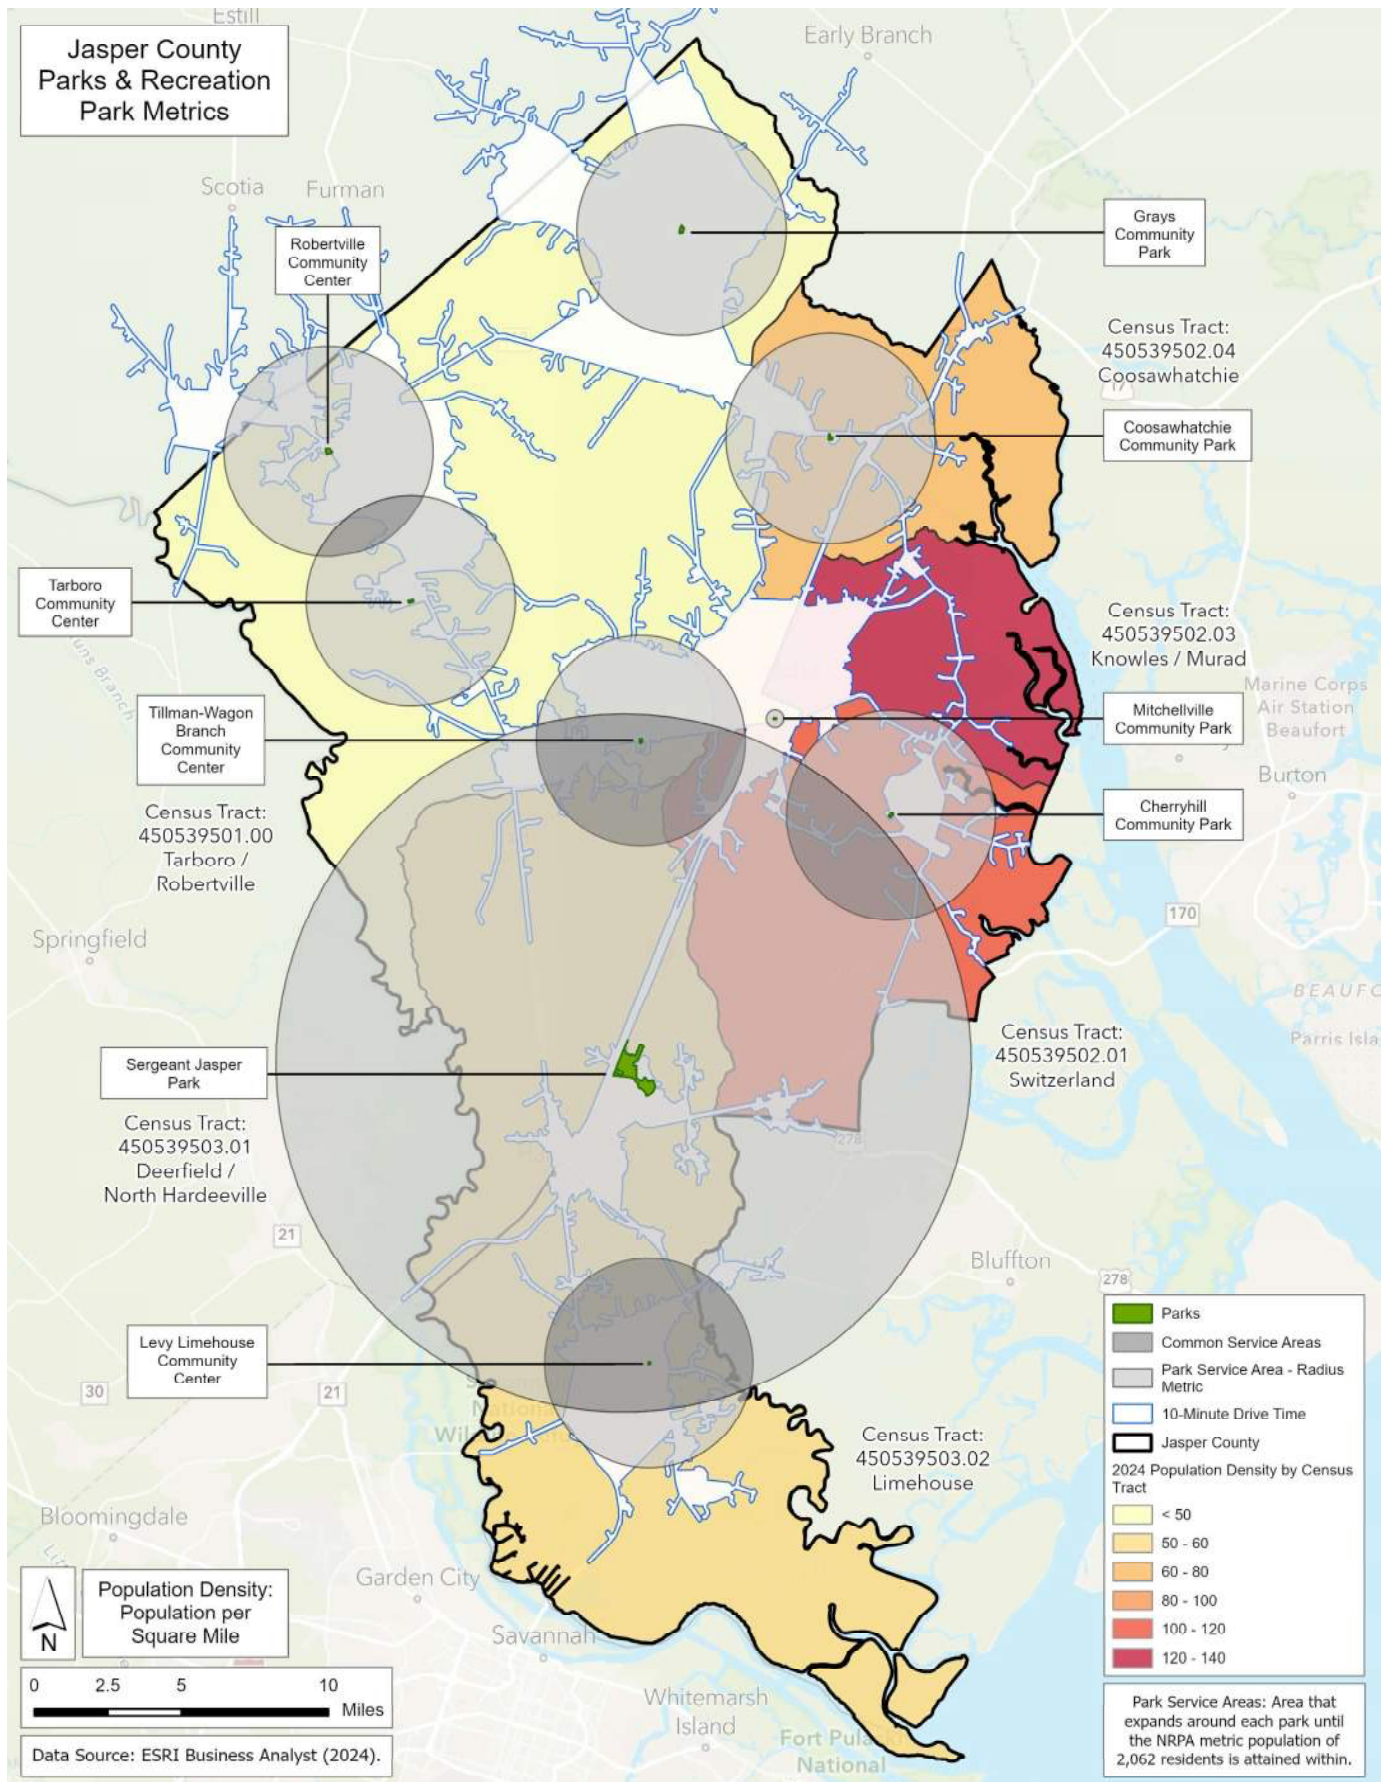 Jasper County
Parks & Recreation
Park Metrics
Estill
Early Branch
Scotia
Furman
Robertville
Community
Center
Grays
Community
Park
Census Tract:
450539502.04
Coosawhatchie
Coosawhatchie
Community Park
Tarboro
Community
Center
Census Tract:
450539502.03
Knowles / Murad
Marine Corps
Air Station
Beaufort
Mitchellville
Community Park
Tillman-Wagon
Branch
Community
Center
Burton
Cherryhill
Community Park
Census Tract:
450539501.00
Tarboro /
Robertville
170
Springfield
BEAUFO
Parris Isla
Census Tract:
450539502.01
Switzerland
Sergeant Jasper
Park
Census Tract:
450539503.01
Deerfield /
North Hardeeville
278
21
Bluffton
278
Levy Limehouse
Community
Center
30
21
National
Census Tract:
450539503.02
Limehouse
Parks
Common Service Areas
Park Service Area - Radius
Metric
10-Minute Drive Time
Jasper County
2024 Population Density by Census
Tract
< 50
50 - 60
60 - 80
80 - 100
100 - 120
120 - 140
Bloomingdale
Garden City
Savannah
Whitemarsh
Island
Fort Pulaski
National
N
Population Density:
Population per
Square Mile
0 2.5 5 10
Miles
Data Source: ESRI Business Analyst (2024).
Park Service Areas: Area that
expands around each park until
the NRPA metric population of
2,062 residents is attained within.